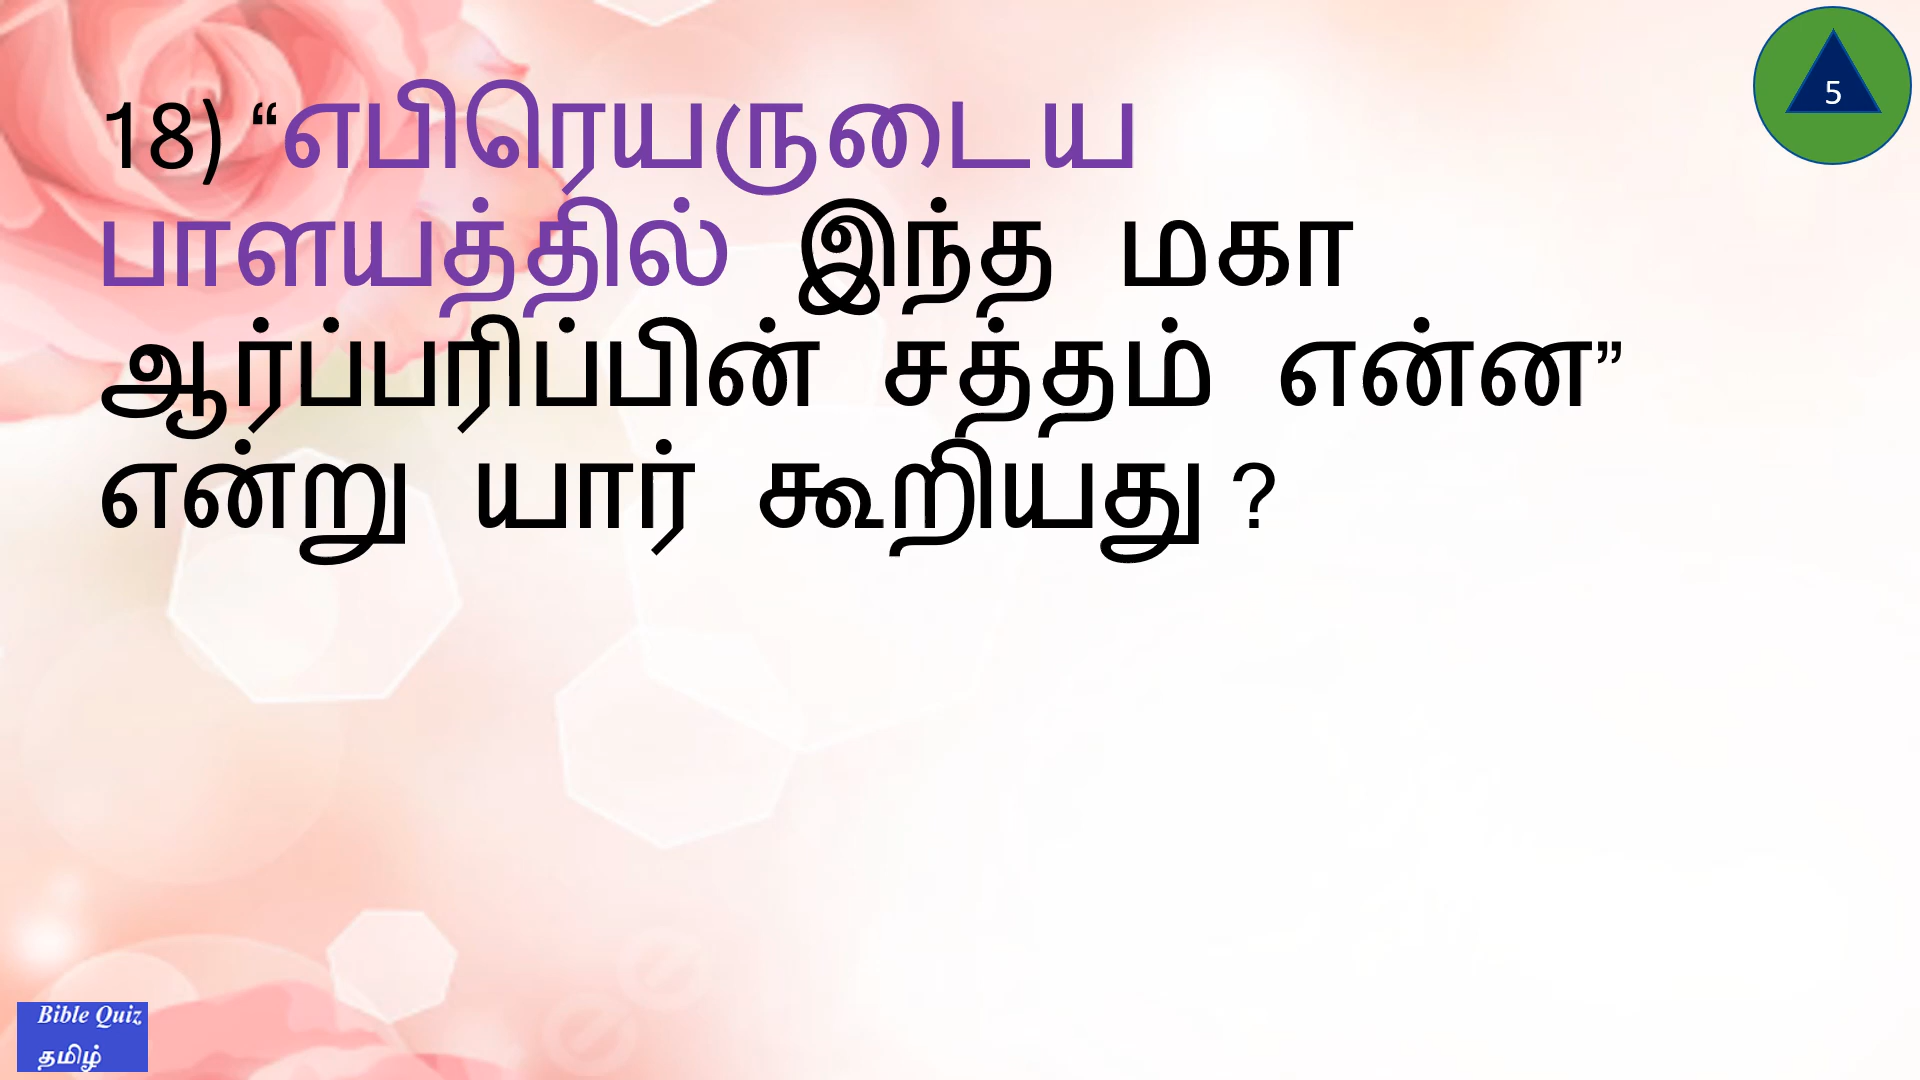 5
18) “எபிரெயருடைய
பாளயத்தில் இந்த மகா
ஆர்ப்பரிப்பின் சத்தம் என்ன”
என்று யார் கூறியது ?
Bible Quiz
தமிழ்